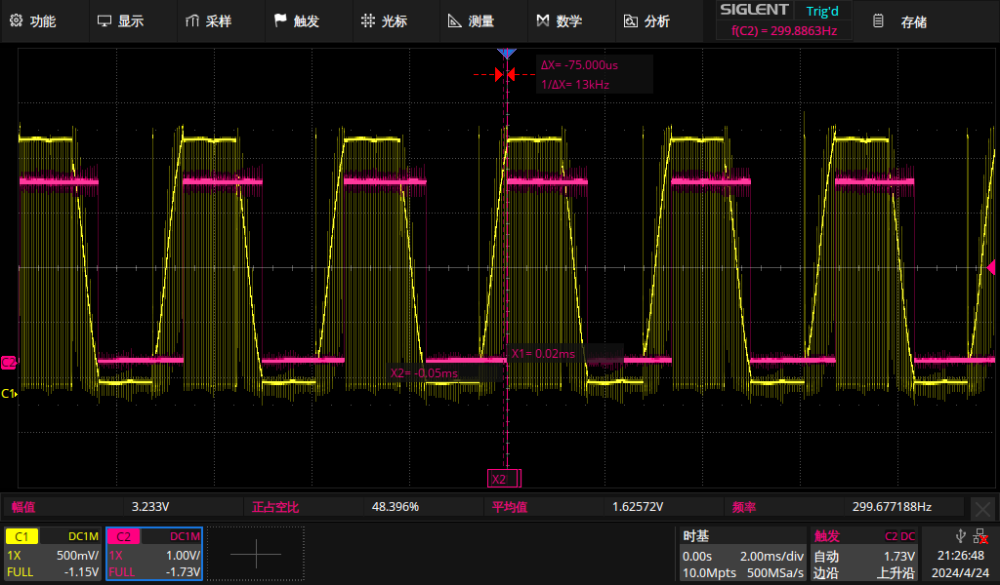 功能 显示 采样 触发 光标 测量 数学 分析 SIGLENT Trig'd 存储
f(C2) = 299.8863Hz
ΔX= -75.000us
1/ΔX= 13kHz
X1= 0.02ms
C2
X2= -0.05ms
C1
X2
幅值 3.233V 正占空比 48.396% 平均值 1.62572V 频率 299.677188Hz
C1 DC1M C2 DC1M 时基 触发 C2 DC
1X 500mV/ 1X 1.00V/ 0.00s 2.00ms/div 自动 1.73V 21:26:48
FULL -1.15V FULL -1.73V 10.0Mpts 500MSa/s 边沿 上升沿 2024/4/24